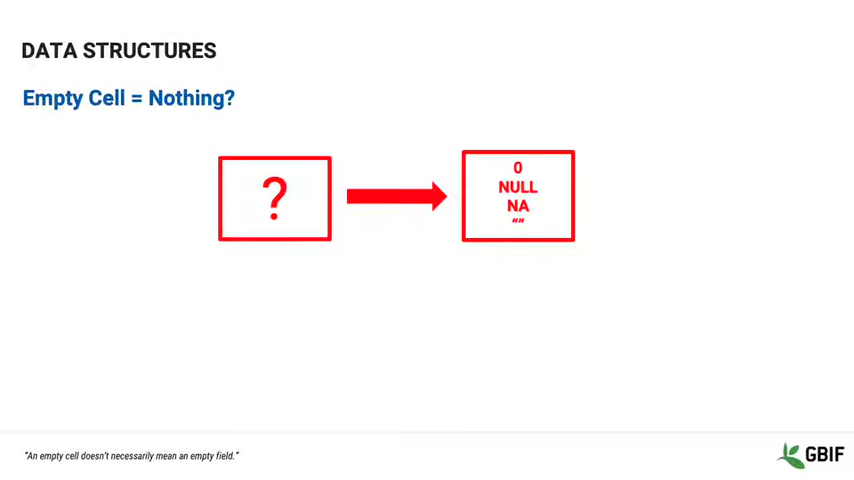 DATA STRUCTURES
Empty Cell = Nothing?
?
0
NULL
NA
“”
“An empty cell doesn’t necessarily mean an empty field.”
GBIF